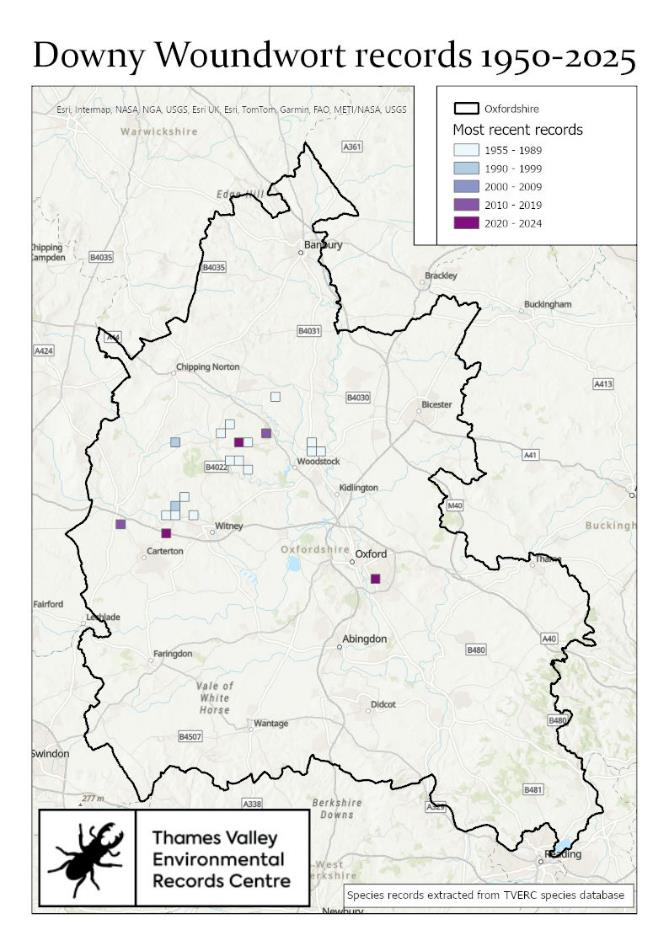 Downy Woundwort records 1950-2025
Esri, Intermap, NASA, NGA, USGS, Esri UK, Esri, TomTom, Garmin, FAO, METI/NASA, USGS
Oxfordshire
Most recent records
1955 - 1989
1990 - 1999
2000 - 2009
2010 - 2019
2020 - 2024
Warwickshire
A361
Edge Hill
Banbury
Chipping
Campden
B4035
B4035
Brackley
Buckingham
B4031
A44
A424
Chipping Norton
A413
B4030
Bicester
A41
B4022
Woodstock
Kidlington
M40
Buckingh
Witney
Carterton
Oxfordshire
Oxford
Thame
Fairford
Lechlade
A40
Abingdon
B480
Faringdon
Vale of
White
Horse
Didcot
B480
Wantage
B4507
Swindon
277 m
A338
Berkshire
Downs
A329
B481
Reading
West
erkshire
Newbury
Thames Valley
Environmental
Records Centre
Species records extracted from TVERC species database